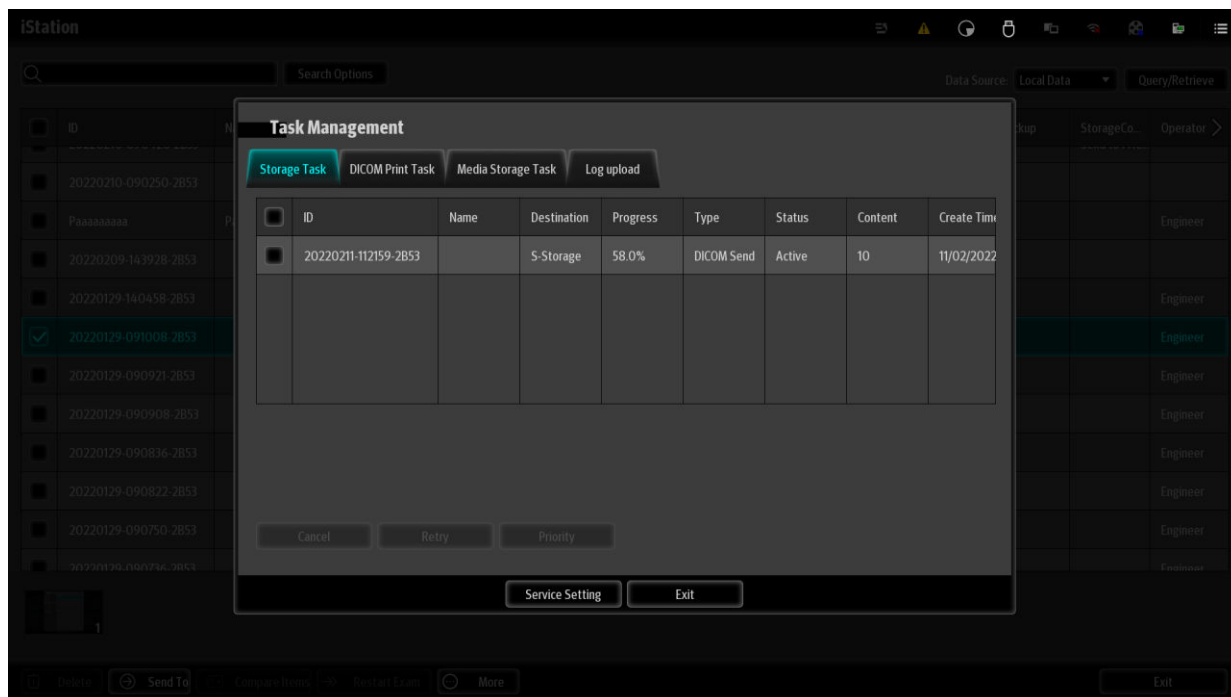 iStation
Search Options
Data Source: Local Data Query/Retrieve
ID
StorageCo... Operator
20220210-090250-2B53
Paaaaaaaaa Engineer
20220209-143928-2B53
20220129-140458-2B53 Engineer
20220129-091008-2B53 Engineer
20220129-090921-2B53 Engineer
20220129-090908-2B53 Engineer
20220129-090836-2B53 Engineer
20220129-090822-2B53 Engineer
20220129-090750-2B53 Engineer
20220129-090736-2B53 Engineer
Task Management
Storage Task DICOM Print Task Media Storage Task Log upload
ID Name Destination Progress Type Status Content Create Time
20220211-112159-2B53 S-Storage 58.0% DICOM Send Active 10 11/02/2022
Cancel Retry Priority
Service Setting Exit
1
Delete Send To Compare Items Restart Exam More Exit